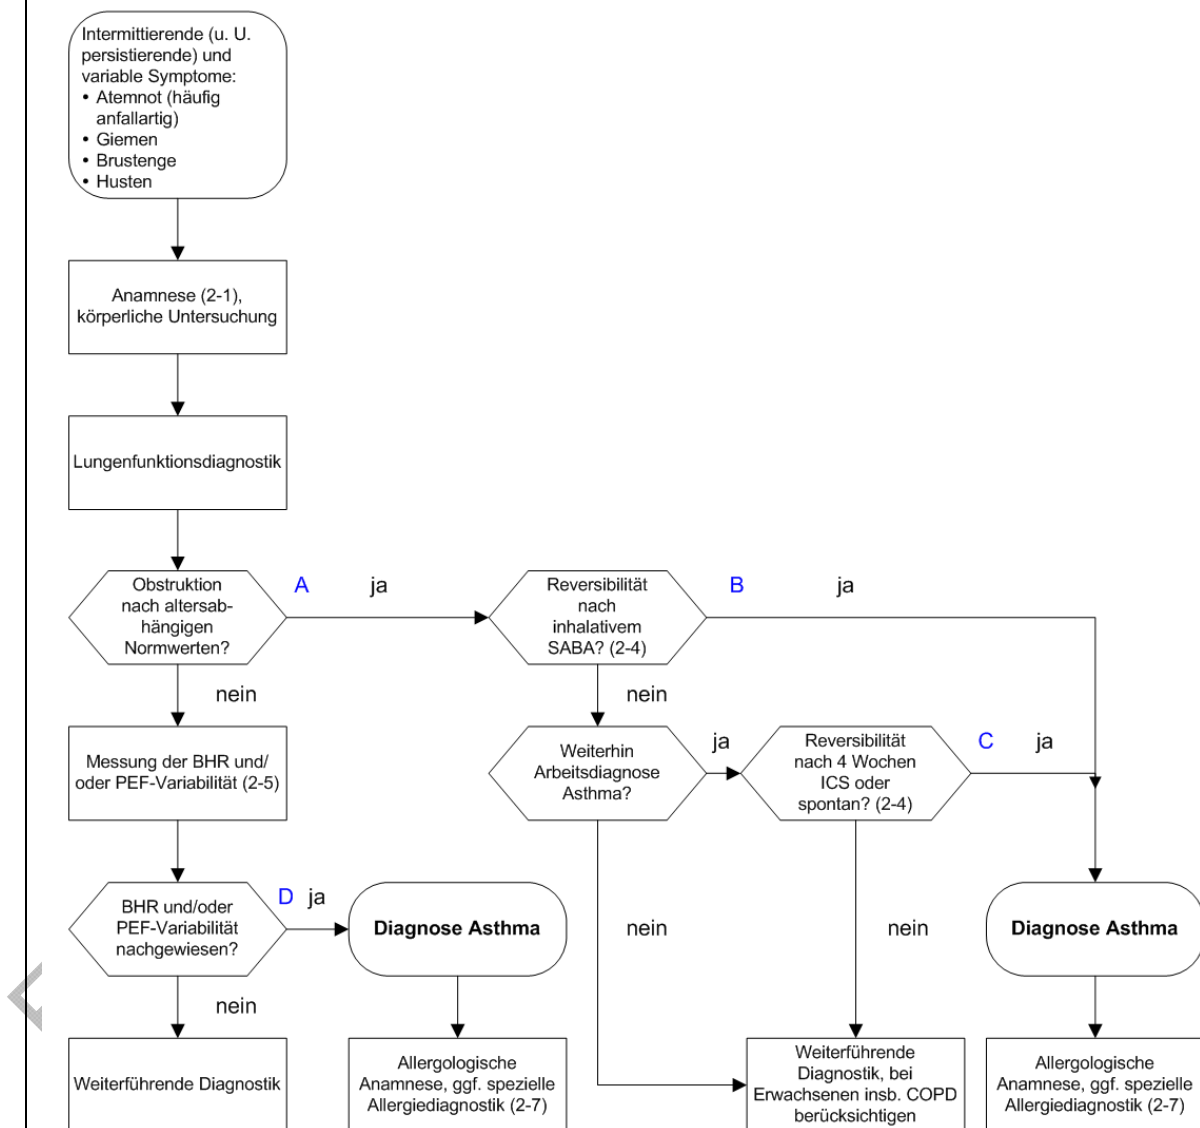 Intermittierende (u. U.
persistierende) und
variable Symptome:
• Atemnot (häufig
anfallartig)
• Giemen
• Brustenge
• Husten
Anamnese (2-1),
körperliche Untersuchung
Lungenfunktionsdiagnostik
Obstruktion
nach altersab-
hängigen
Normwerten?
A
ja
Reversibilität
nach
inhalativem
SABA? (2-4)
B
ja
nein
nein
Messung der BHR und/
oder PEF-Variabilität (2-5)
Weiterhin
Arbeitsdiagnose
Asthma?
ja
Reversibilität
nach 4 Wochen
ICS oder
spontan? (2-4)
C
ja
BHR und/oder
PEF-Variabilität
nachgewiesen?
D
ja
Diagnose Asthma
nein
nein
Diagnose Asthma
nein
Weiterführende Diagnostik
Allergologische
Anamnese, ggf. spezielle
Allergiediagnostik (2-7)
Weiterführende
Diagnostik, bei
Erwachsenen insb. COPD
berücksichtigen
Allergologische
Anamnese, ggf. spezielle
Allergiediagnostik (2-7)